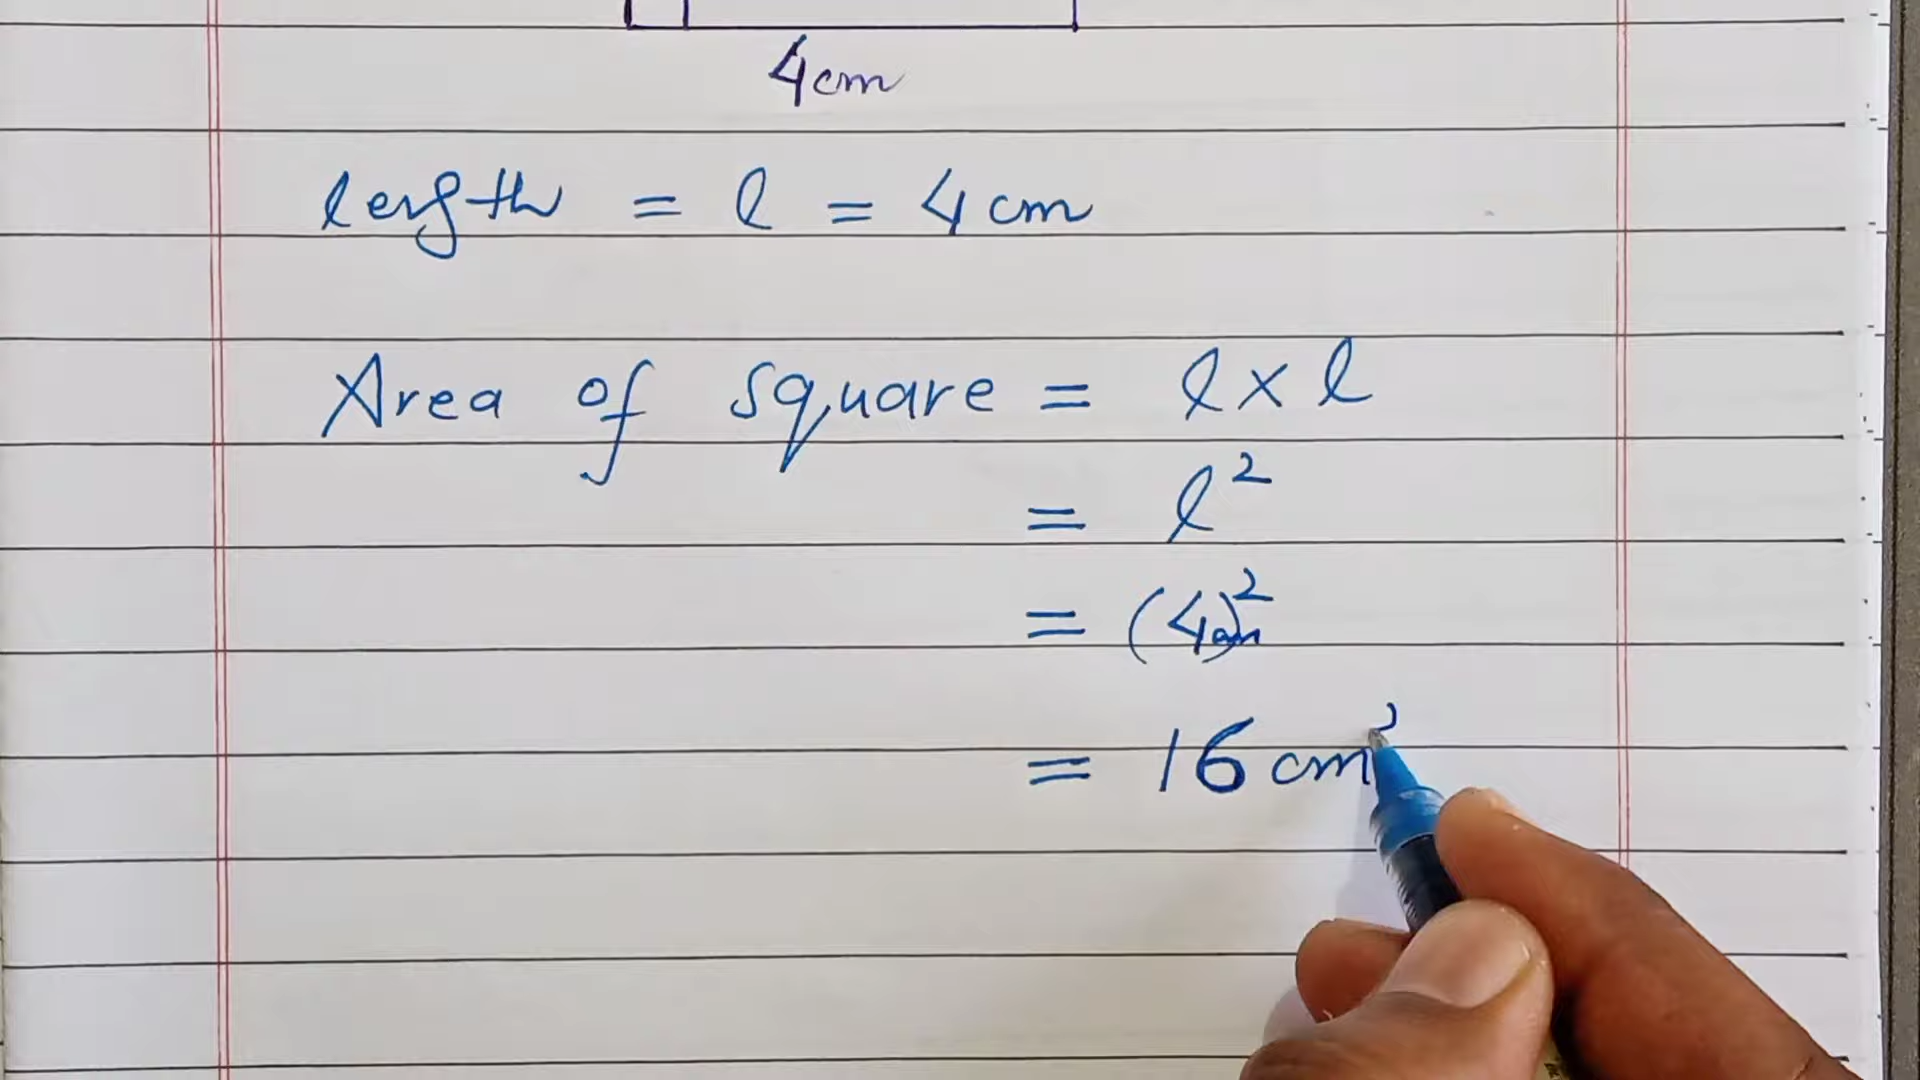 4cm
length = l = 4 cm
Area of square = l × l
= l²
= (4cm)²
= 16 cm²